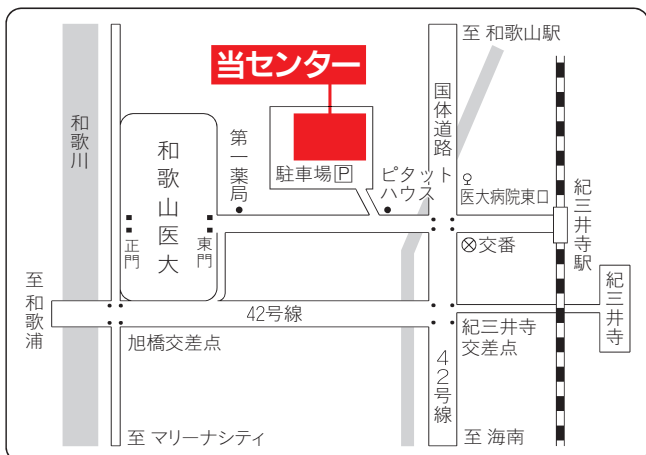 至 和歌山駅
当センター
国体道路
和歌川
和歌山医大
第一薬局
駐車場P
ピタット
ハウス
医大病院東口
紀三井寺駅
正門
東門
交番
至和歌浦
42号線
紀三井寺
旭橋交差点
紀三井寺
交差点
42号線
至 マリーナシティ
至 海南